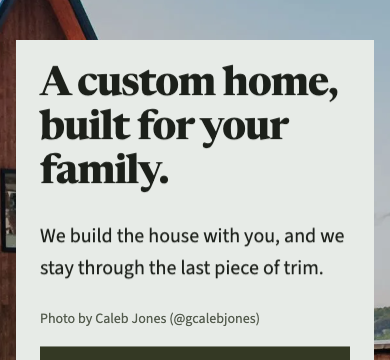 A custom home,
built for your
family.
We build the house with you, and we
stay through the last piece of trim.
Photo by Caleb Jones (@gcalebjones)